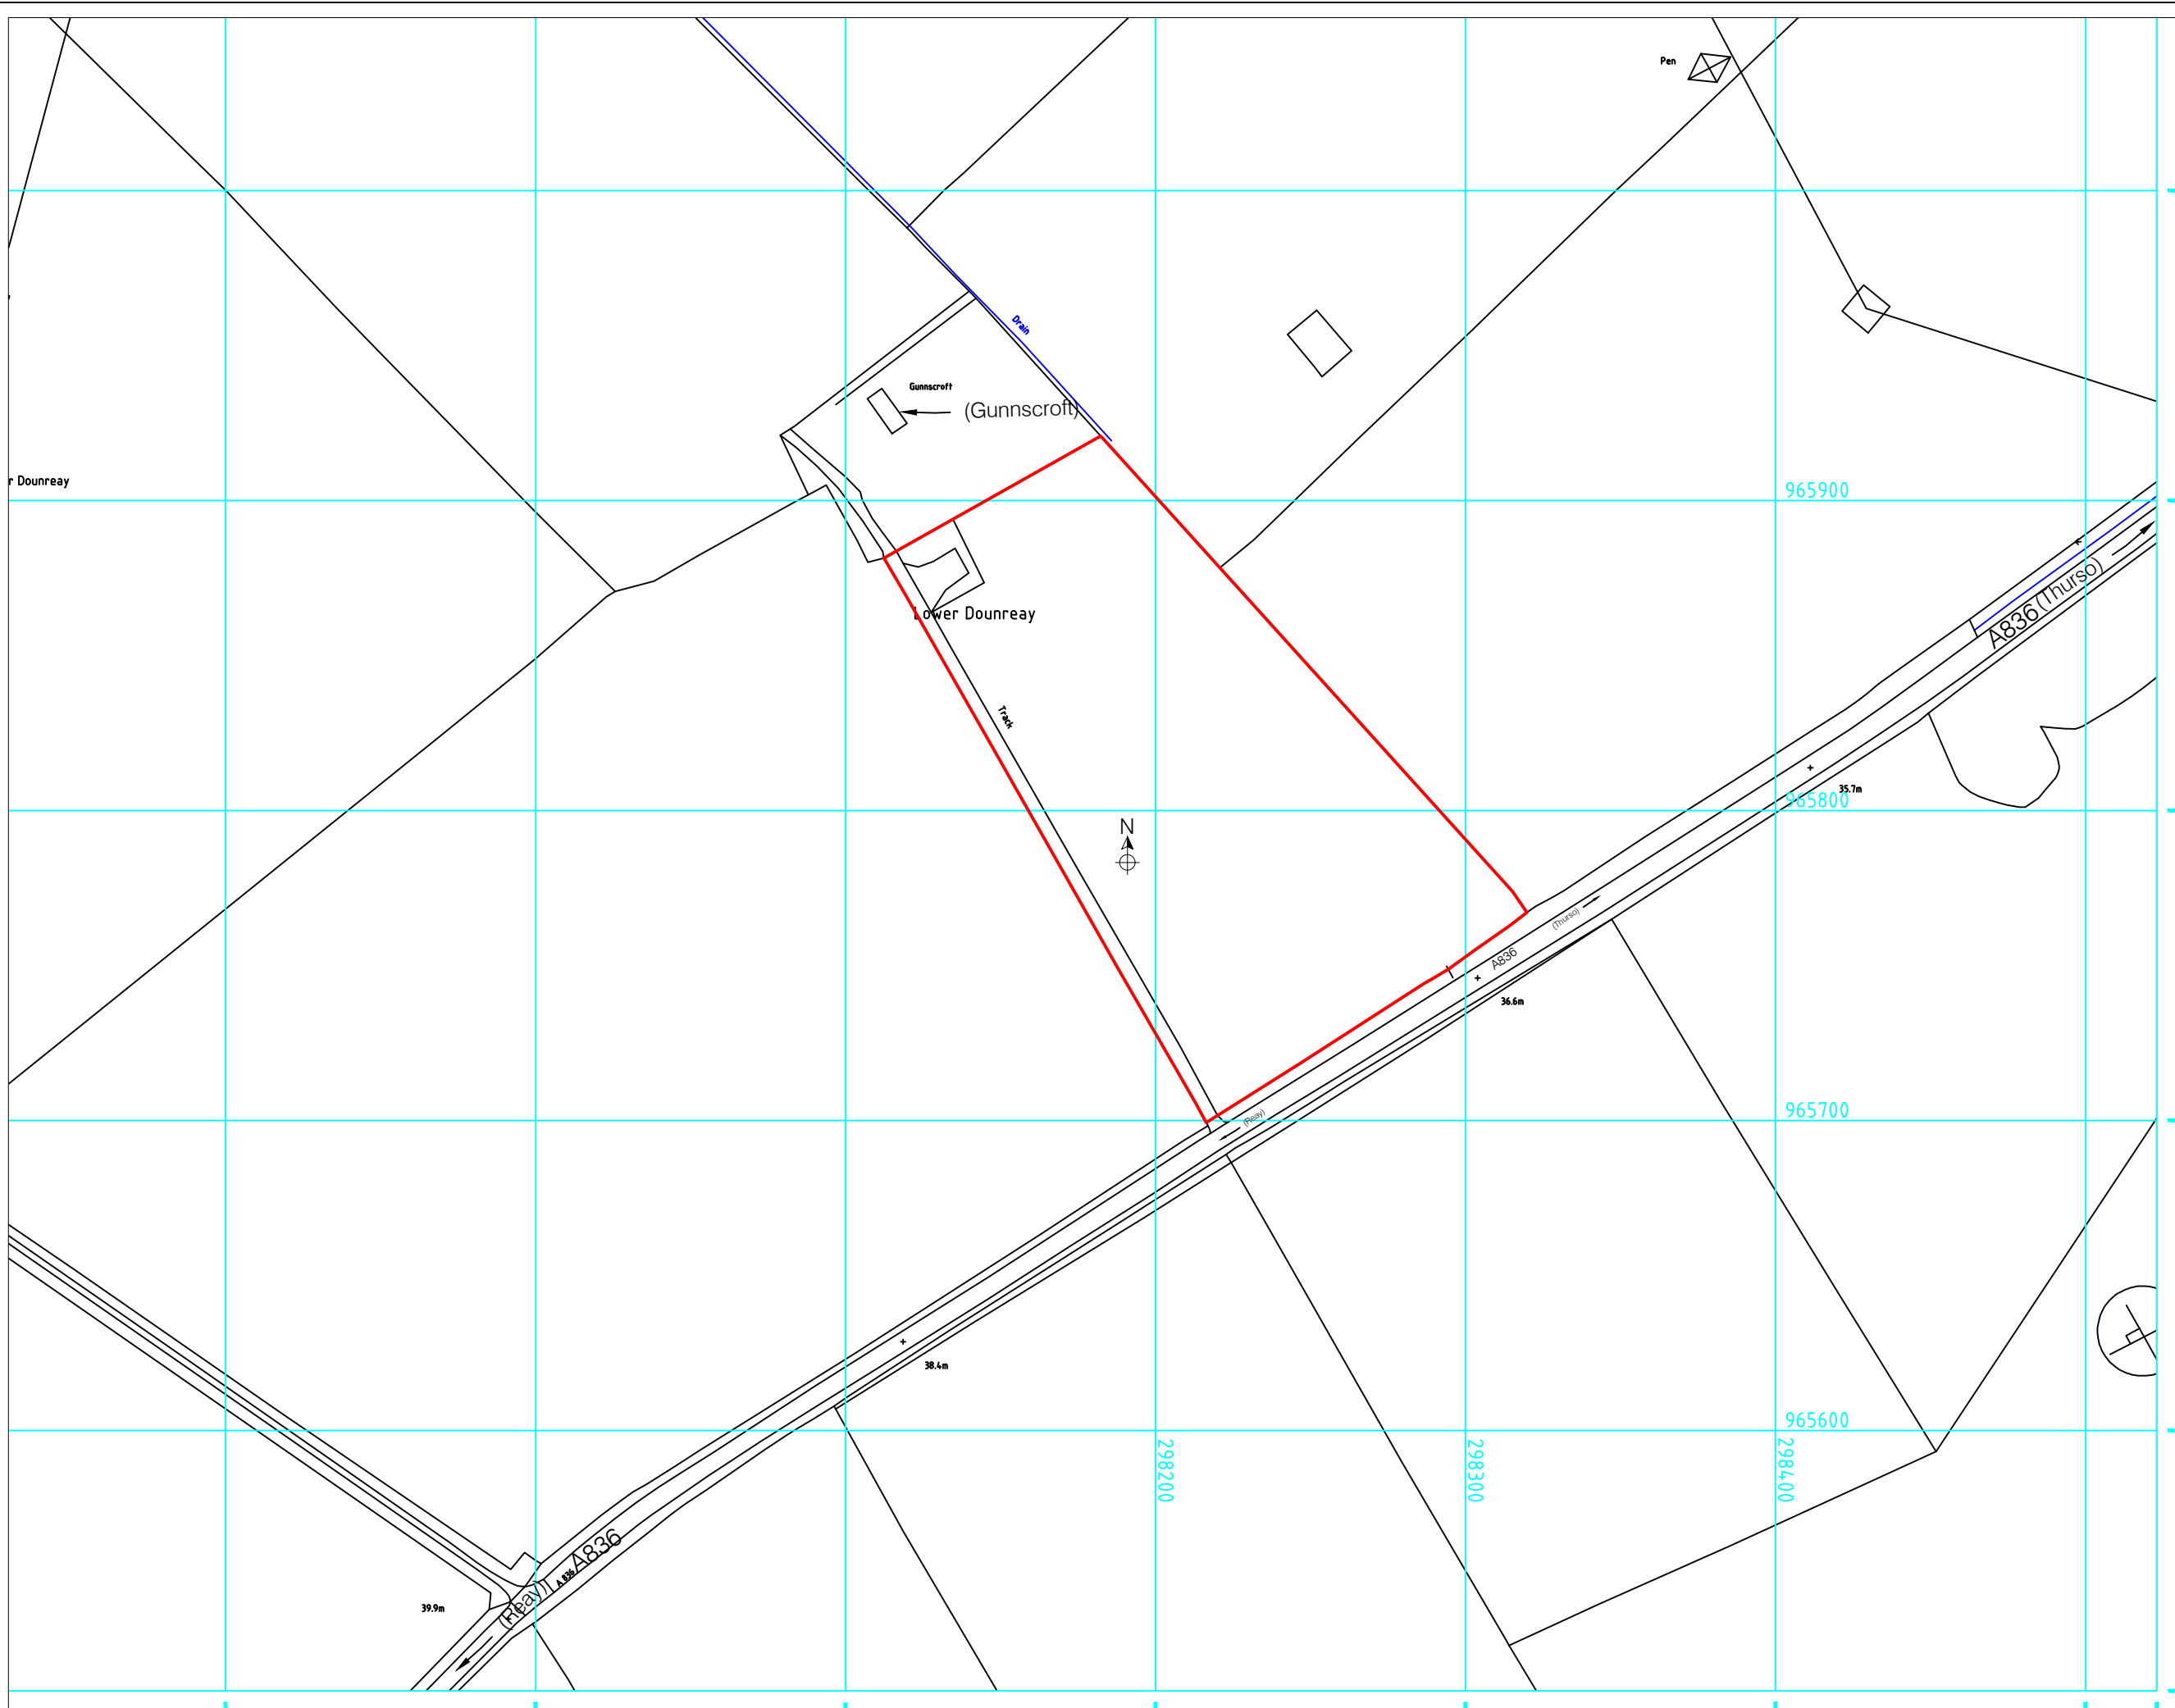 Pen
Drain
Gunnscroft
(Gunnscroft)
r Dounreay
965900
A836 (Thurso)
Lower Dounreay
Track
35.7m
965800
N
(Thurso)
A836
36.6m
965700
(Reay)
38.4m
965600
298200
298300
298400
A836
A 836
(Reay)
39.9m